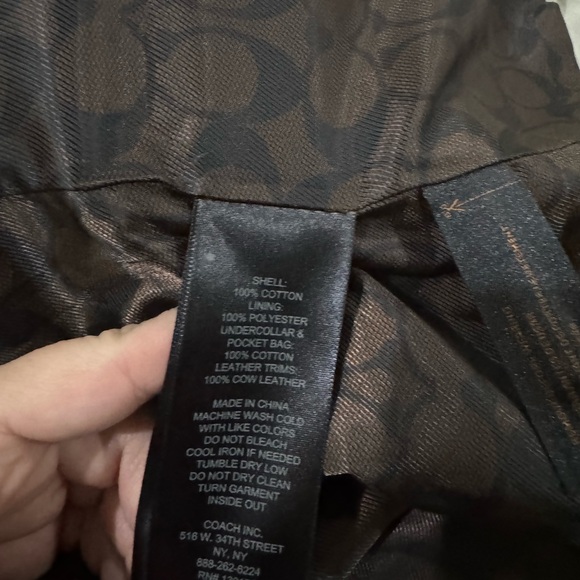 SHELL:
100% COTTON
LINING:
100% POLYESTER
UNDERCOLLAR &
POCKET BAG:
100% COTTON
LEATHER TRIMS:
100% COW LEATHER
MADE IN CHINA
MACHINE WASH COLD
WITH LIKE COLORS
DO NOT BLEACH
COOL IRON IF NEEDED
TUMBLE DRY LOW
DO NOT DRY CLEAN
TURN GARMENT
INSIDE OUT
COACH INC.
516 W. 34TH STREET
NY, NY
888-262-6224
RN#